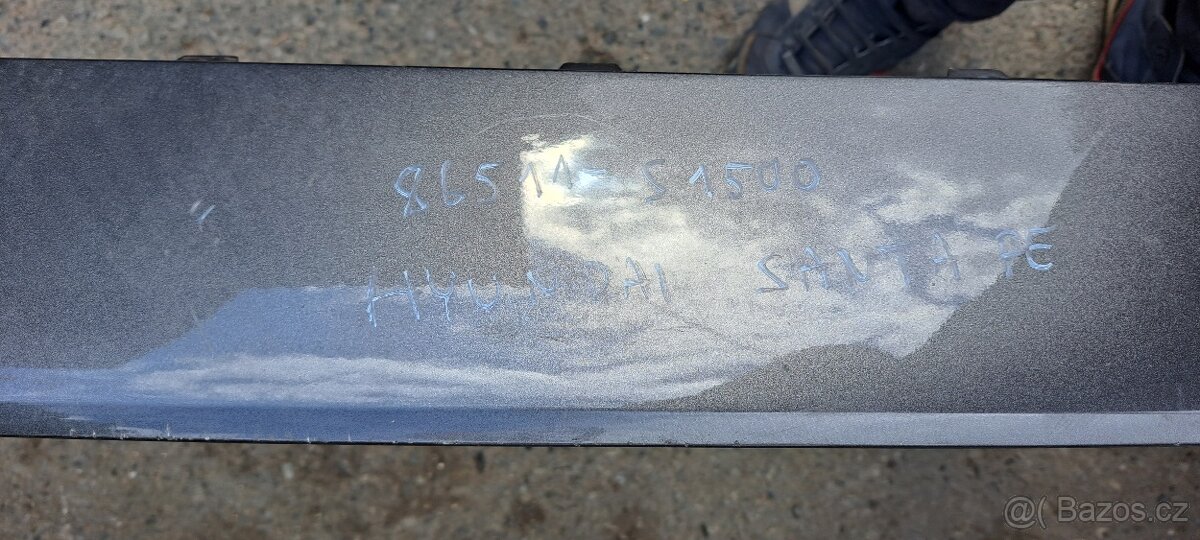 86511-S1500
HYUNDAI SANTA FE
@( Bazos.cz